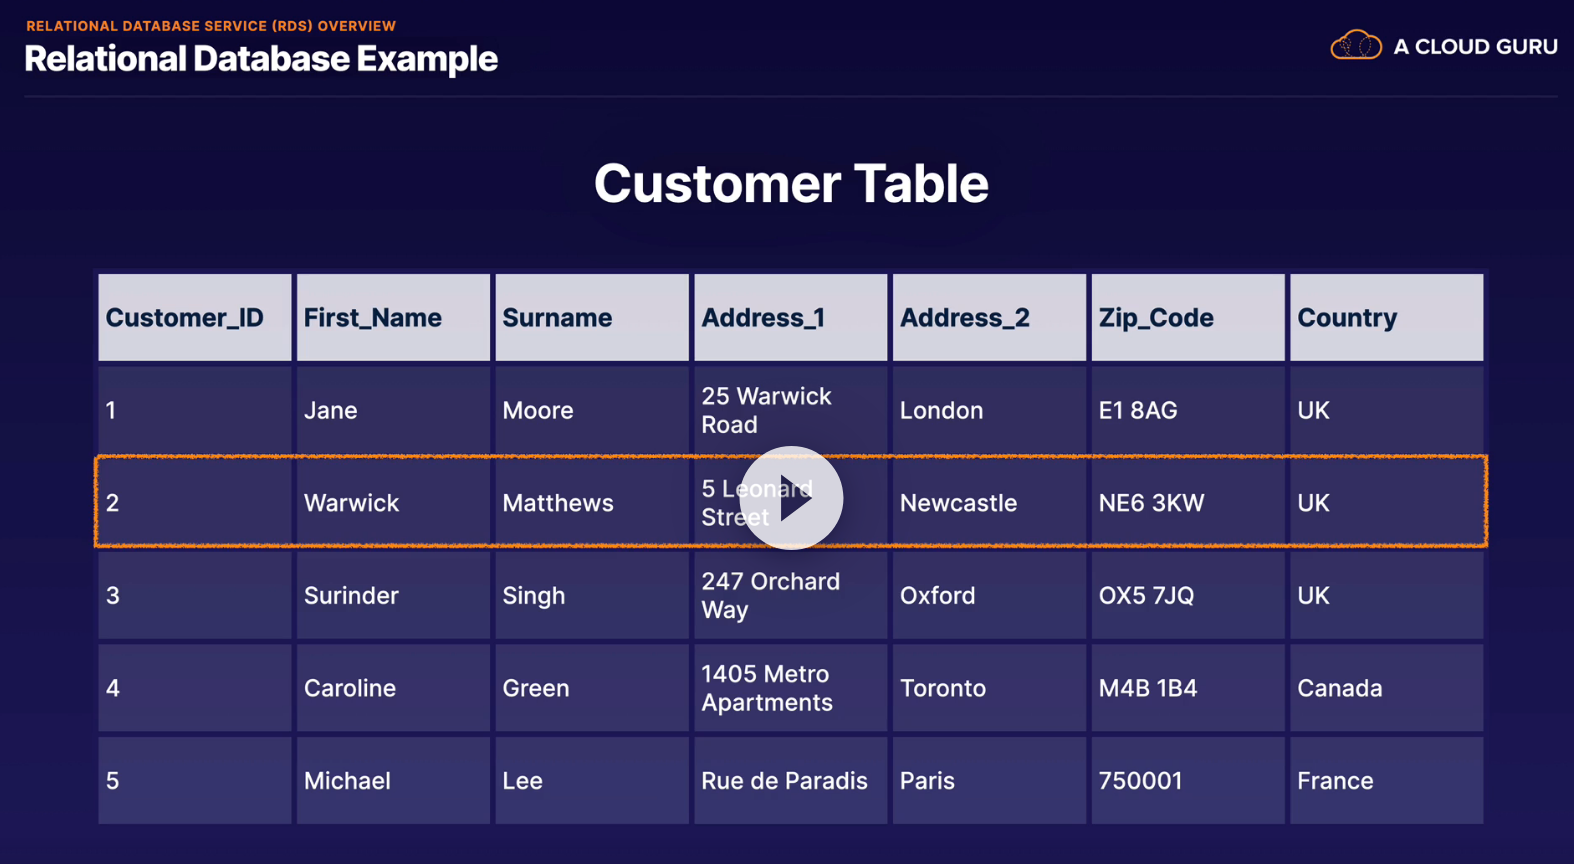 RELATIONAL DATABASE SERVICE (RDS) OVERVIEW
Relational Database Example
A CLOUD GURU
Customer Table
Customer_ID First_Name Surname Address_1 Address_2 Zip_Code Country
1 Jane Moore 25 Warwick Road London E1 8AG UK
2 Warwick Matthews 5 Leonard Street Newcastle NE6 3KW UK
3 Surinder Singh 247 Orchard Way Oxford OX5 7JQ UK
4 Caroline Green 1405 Metro Apartments Toronto M4B 1B4 Canada
5 Michael Lee Rue de Paradis Paris 750001 France